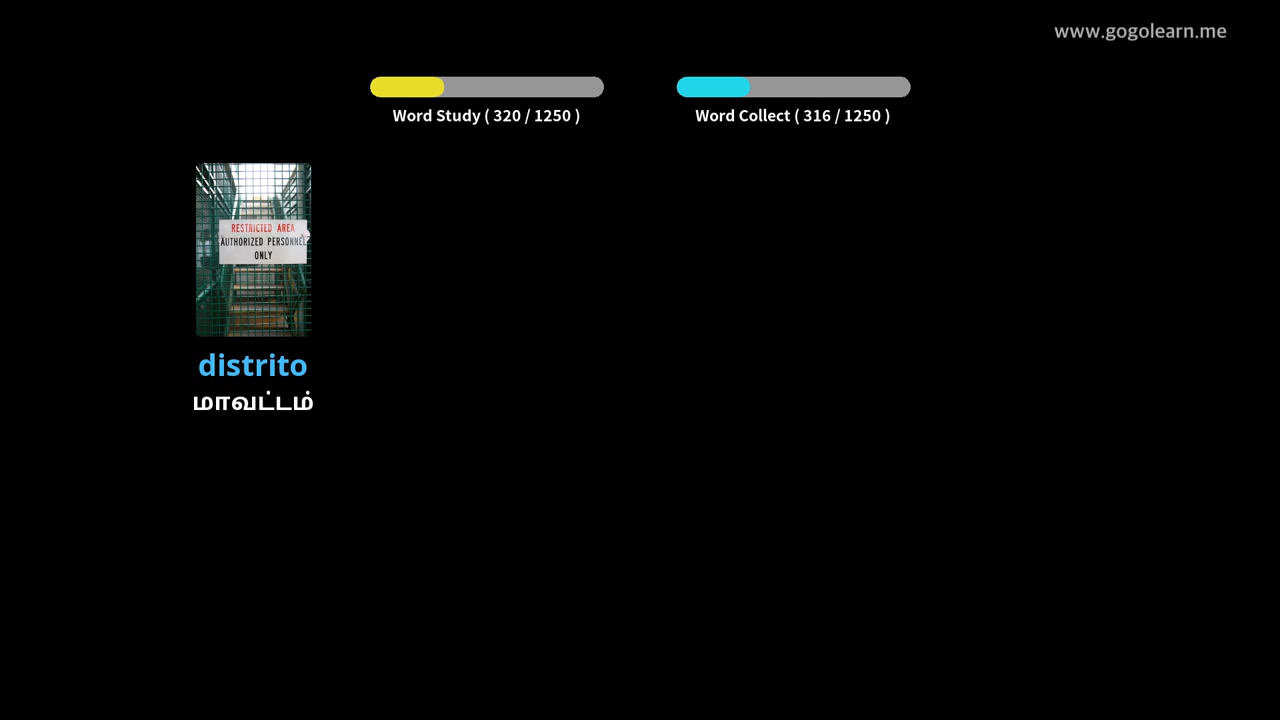 www.gogolearn.me
Word Study ( 320 / 1250 )
Word Collect ( 316 / 1250 )
RESTRICTED AREA
AUTHORIZED PERSONNEL
ONLY
distrito
மாவட்டம்